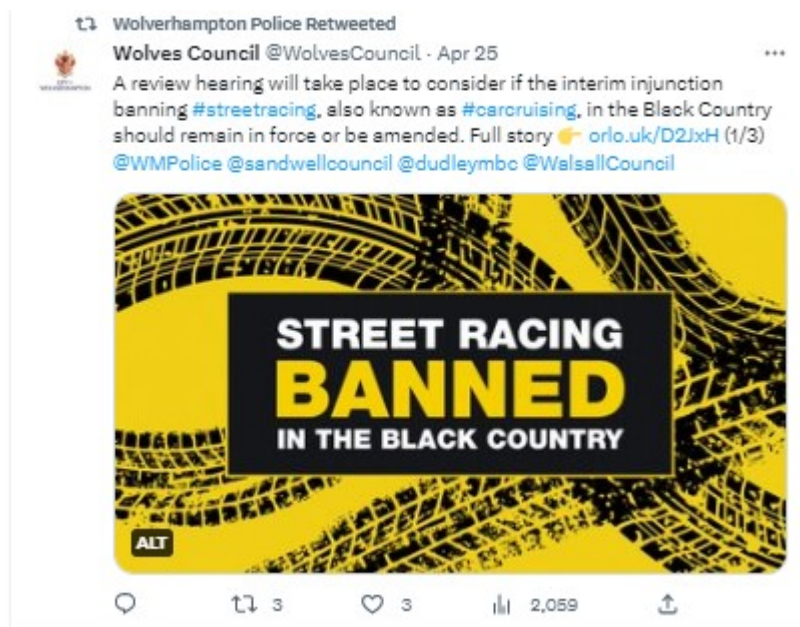 Wolverhampton Police Retweeted
Wolves Council @WolvesCouncil · Apr 25
A review hearing will take place to consider if the interim injunction
banning #streetracing, also known as #carcruising, in the Black Country
should remain in force or be amended. Full story 👉 orlo.uk/D2JxH (1/3)
@WMPolice @sandwellcouncil @dudleymbc @WalsallCouncil
STREET RACING
BANNED
IN THE BLACK COUNTRY
ALT
3 3 2,059